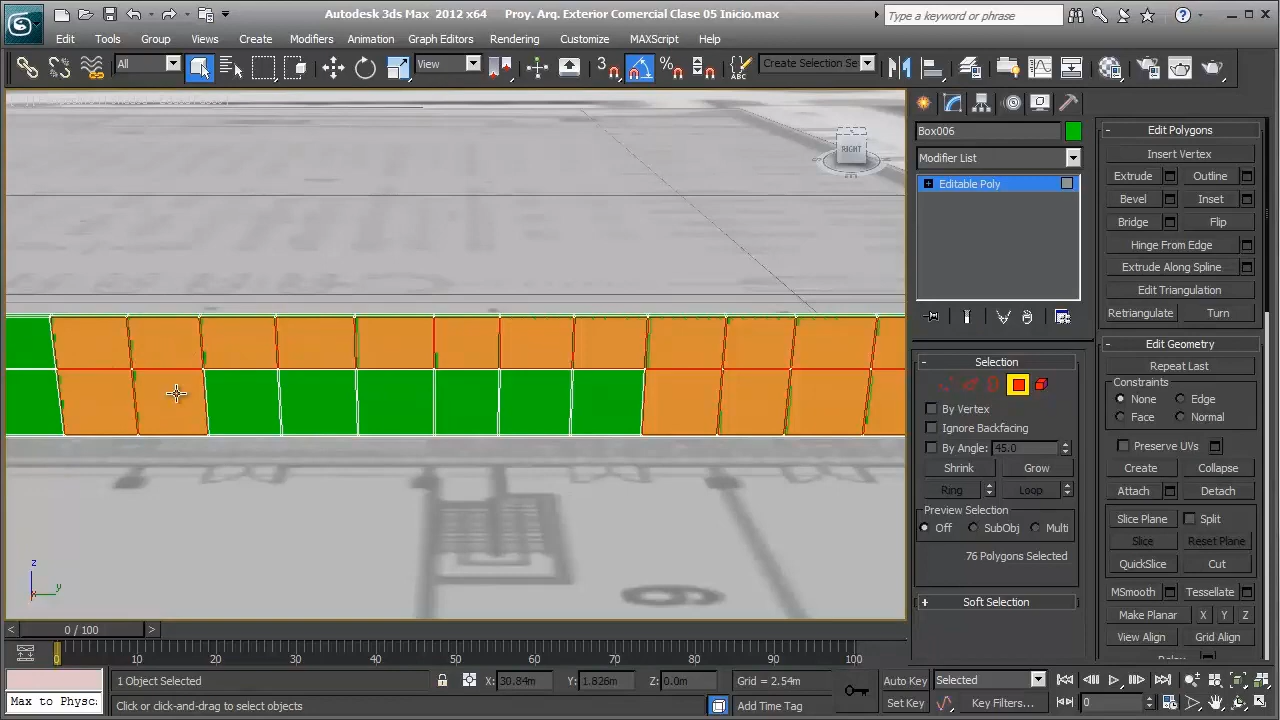 Autodesk 3ds Max 2012 x64 Proy. Arq. Exterior Comercial Clase 05 Inicio.max
Type a keyword or phrase
Edit Tools Group Views Create Modifiers Animation Graph Editors Rendering Customize MAXScript Help
All View 3 Create Selection Se
RIGHT
Box006
Modifier List
Editable Poly
Selection
By Vertex
Ignore Backfacing
By Angle: 45.0
Shrink Grow
Ring Loop
Preview Selection
Off SubObj Multi
76 Polygons Selected
Soft Selection
Edit Polygons
Insert Vertex
Extrude Outline
Bevel Inset
Bridge Flip
Hinge From Edge
Extrude Along Spline
Edit Triangulation
Retriangulate Turn
Edit Geometry
Repeat Last
Constraints
None Edge
Face Normal
Preserve UVs
Create Collapse
Attach Detach
Slice Plane Split
Slice Reset Plane
QuickSlice Cut
MSmooth Tessellate
Make Planar X Y Z
View Align Grid Align
z
y
0 / 100
0 10 20 30 40 50 60 70 80 90 100
1 Object Selected X: 30.84m Y: 1.826m Z: 0.0m Grid = 2.54m Auto Key Selected
Max to Physc: Click or click-and-drag to select objects Add Time Tag Set Key Key Filters... 0